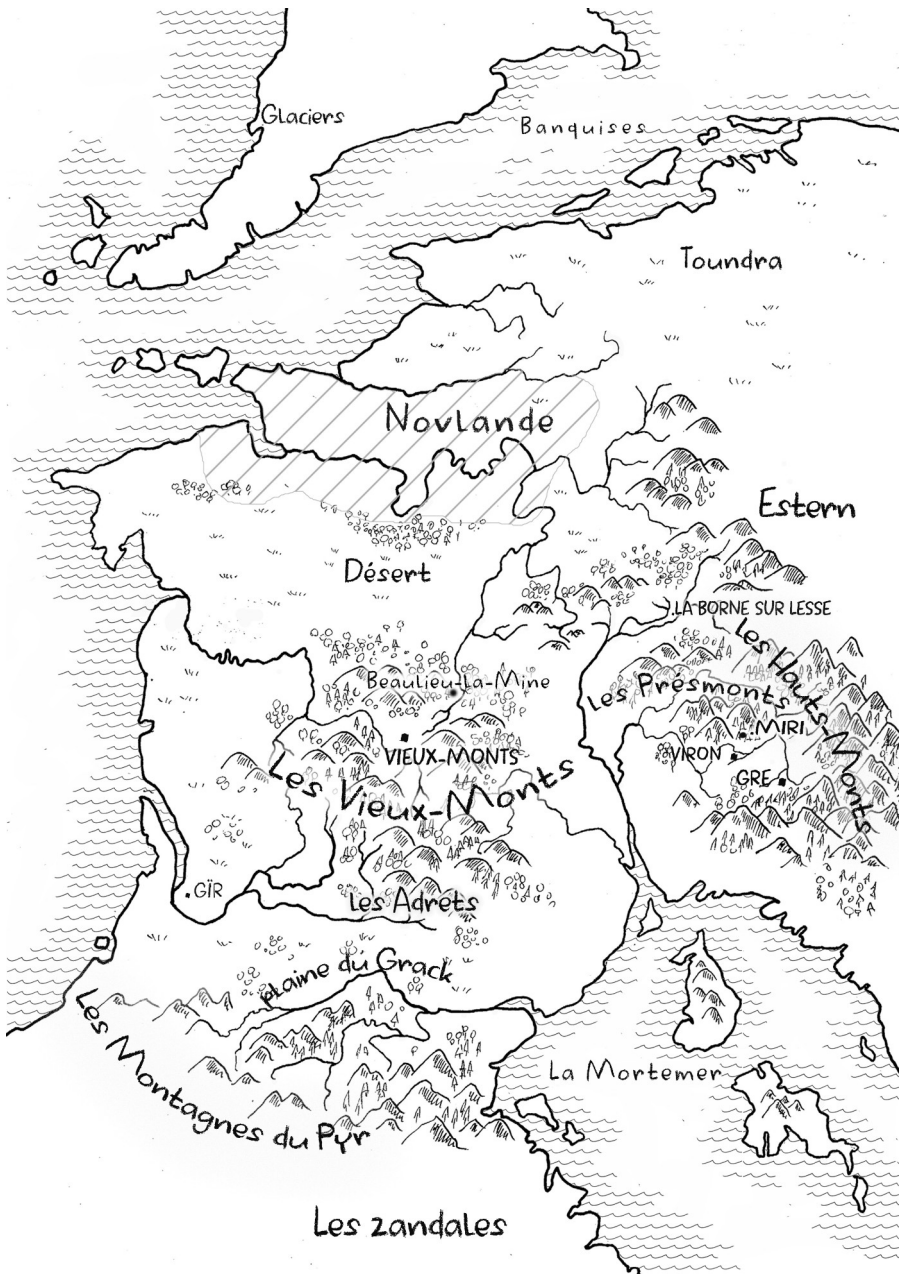 Glaciers
Banquises
Toundra
Novlande
Estern
Désert
LA BORNE SUR LESSE
Les Hauts-Monts
Beaulieu-La-Mine
Les Présmonts
MIRI
VIEUX-MONTS
VIRON
GRE
Les Vieux-Monts
GÏR
Les Adrets
Plaine du Grack
Les Montagnes du Pyr
La Mortemer
Les Zandales